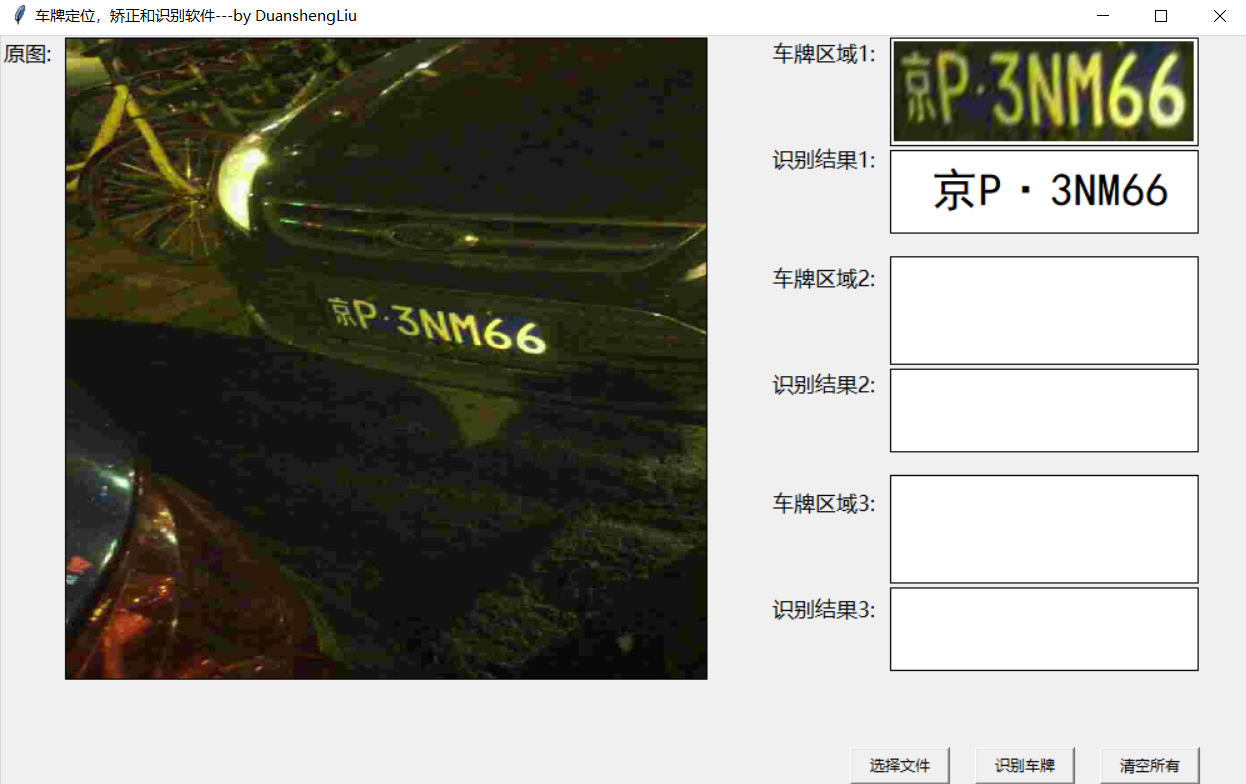 车牌定位，矫正和识别软件---by DuanshengLiu
原图:
京P·3NM66
车牌区域1:
京P·3NM66
识别结果1:
京P·3NM66
车牌区域2:
识别结果2:
车牌区域3:
识别结果3:
选择文件
识别车牌
清空所有